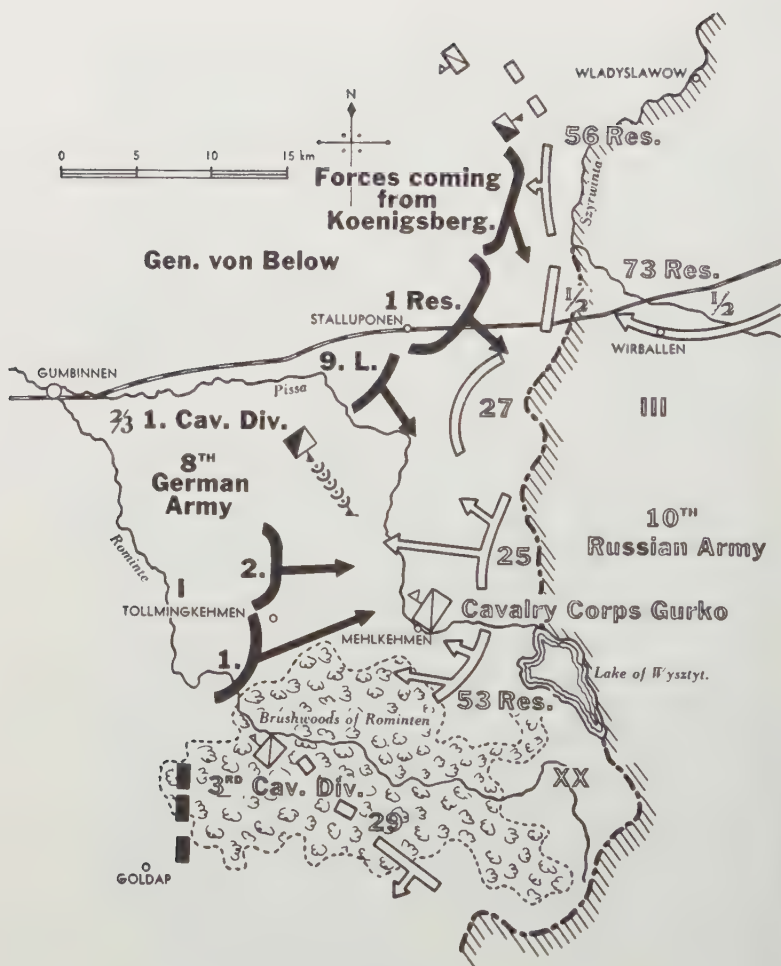 WLADYSLAWOW
N
0 5 10 15 km
56 Res.
Forces coming
from
Koenigsberg.
Szyrwinta
Gen. von Below
73 Res.
1 Res.
1/2
1/2
STALLUPONEN
WIRBALLEN
9. L.
GUMBINNEN
Pissa
27
III
2/3 1. Cav. Div.
8TH
German
Army
10TH
Russian Army
Rominte
25
2.
I
TOLLMINGKEHMEN
Cavalry Corps Gurko
MEHLKEHMEN
1.
Lake of Wysztyt.
53 Res.
Brushwoods of Rominten
XX
3RD Cav. Div.
29
GOLDAP